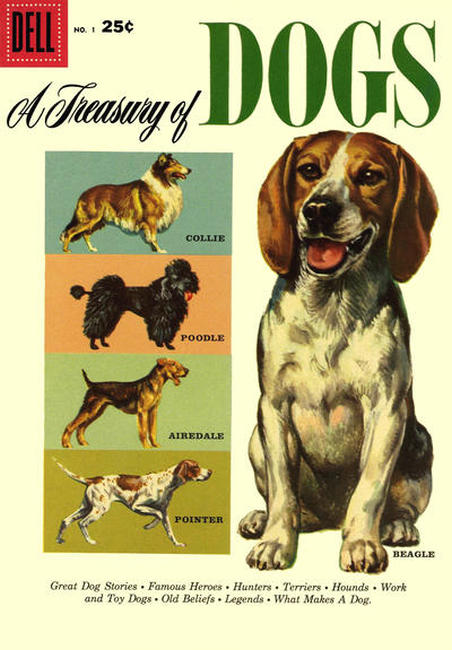 DELL
NO. 1 25¢
A Treasury of DOGS
COLLIE
POODLE
AIREDALE
POINTER
BEAGLE
Great Dog Stories • Famous Heroes • Hunters • Terriers • Hounds • Work
and Toy Dogs • Old Beliefs • Legends • What Makes A Dog.